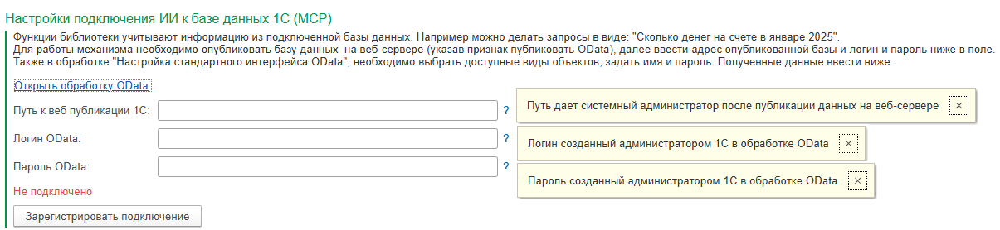 Настройки подключения ИИ к базе данных 1С (MCP)
Функции библиотеки учитывают информацию из подключенной базы данных. Например можно делать запросы в виде: "Сколько денег на счете в январе 2025".
Для работы механизма необходимо опубликовать базу данных на веб-сервере (указав признак публиковать OData), далее ввести адрес опубликованной базы и логин и пароль ниже в поле.
Также в обработке "Настройка стандартного интерфейса OData", необходимо выбрать доступные виды объектов, задать имя и пароль. Полученные данные ввести ниже:
Открыть обработку OData
Путь к веб публикации 1С: ? Путь дает системный администратор после публикации данных на веб-сервере ×
Логин OData: ? Логин созданный администратором 1С в обработке OData ×
Пароль OData: ? Пароль созданный администратором 1С в обработке OData ×
Не подключено
Зарегистрировать подключение